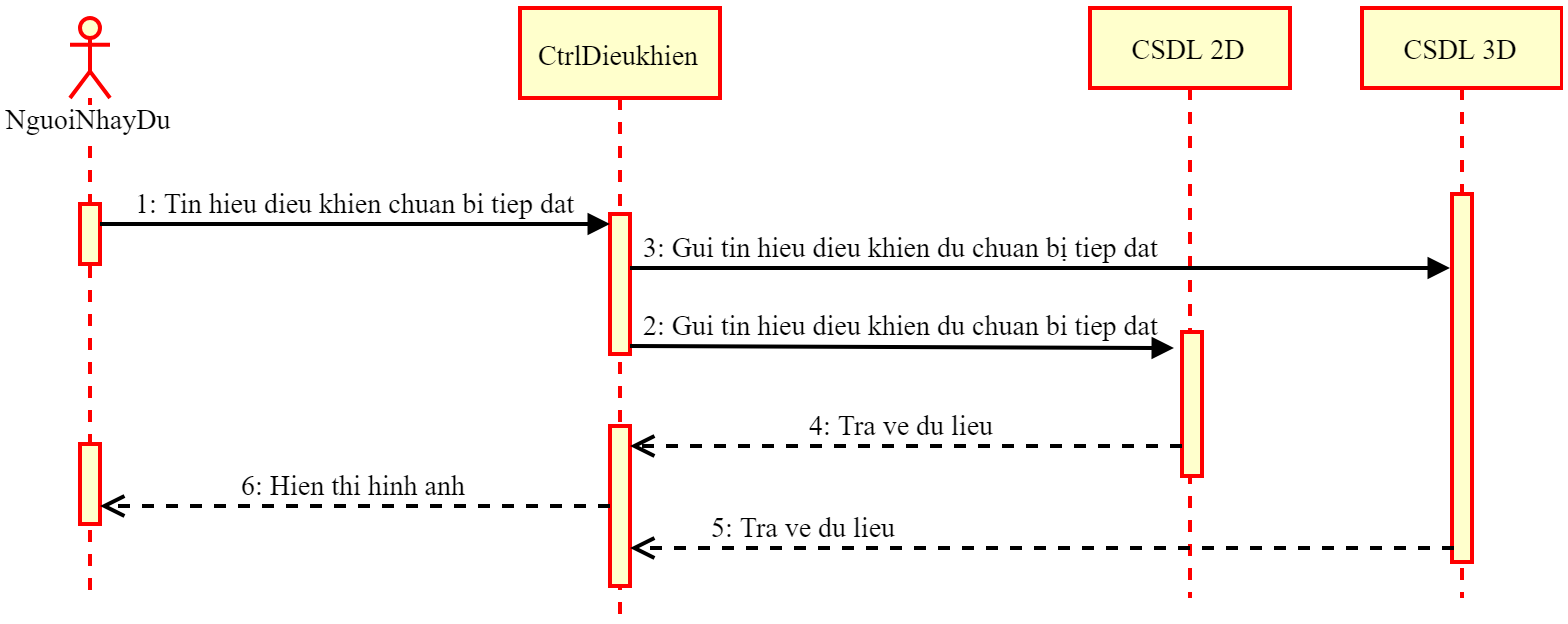 CtrlDieukhien
CSDL 2D
CSDL 3D
NguoiNhayDu
1: Tin hieu dieu khien chuan bi tiep dat
3: Gui tin hieu dieu khien du chuan bị tiep dat
2: Gui tin hieu dieu khien du chuan bi tiep dat
4: Tra ve du lieu
6: Hien thi hinh anh
5: Tra ve du lieu